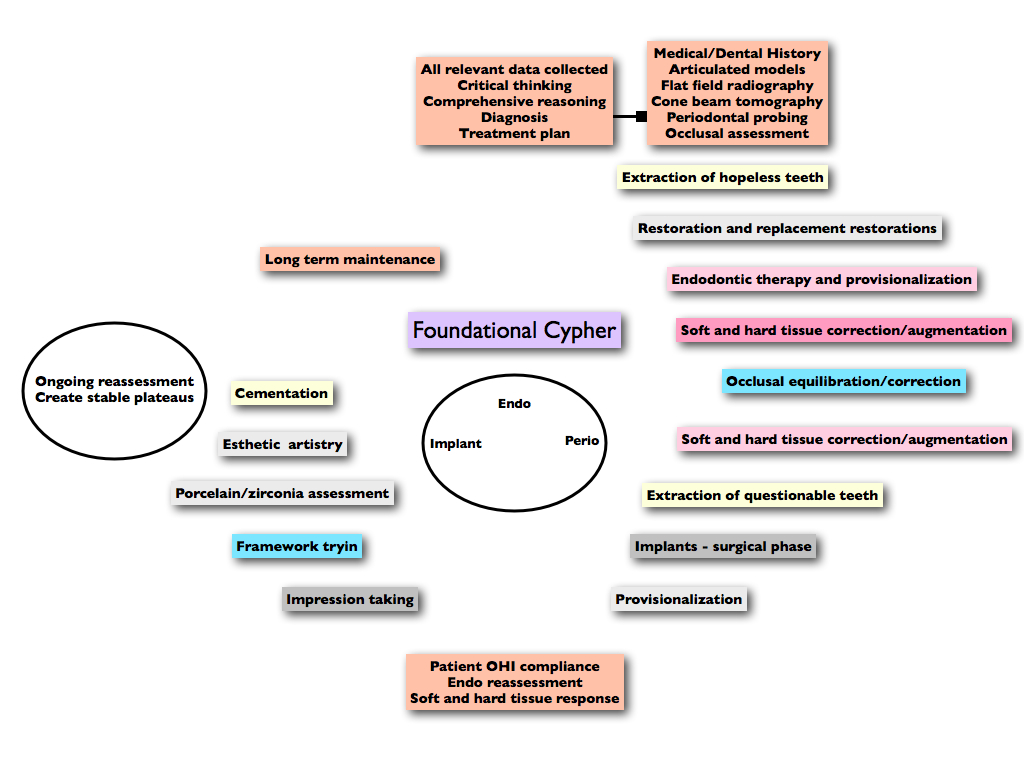 All relevant data collected
Critical thinking
Comprehensive reasoning
Diagnosis
Treatment plan
Medical/Dental History
Articulated models
Flat field radiography
Cone beam tomography
Periodontal probing
Occlusal assessment
Extraction of hopeless teeth
Restoration and replacement restorations
Long term maintenance
Endodontic therapy and provisionalization
Foundational Cypher
Soft and hard tissue correction/augmentation
Ongoing reassessment
Create stable plateaus
Occlusal equilibration/correction
Cementation
Endo
Implant
Perio
Esthetic artistry
Soft and hard tissue correction/augmentation
Porcelain/zirconia assessment
Extraction of questionable teeth
Framework tryin
Implants - surgical phase
Impression taking
Provisionalization
Patient OHI compliance
Endo reassessment
Soft and hard tissue response